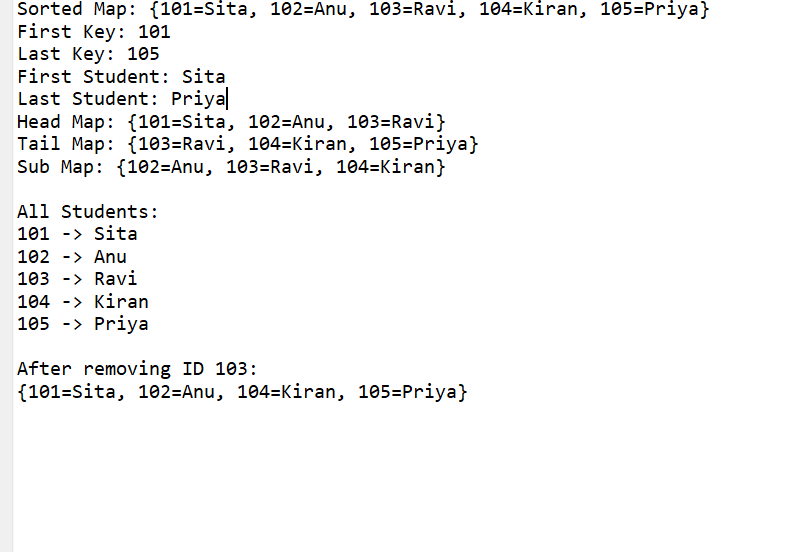 Sorted Map: {101=Sita, 102=Anu, 103=Ravi, 104=Kiran, 105=Priya}
First Key: 101
Last Key: 105
First Student: Sita
Last Student: Priya
Head Map: {101=Sita, 102=Anu, 103=Ravi}
Tail Map: {103=Ravi, 104=Kiran, 105=Priya}
Sub Map: {102=Anu, 103=Ravi, 104=Kiran}

All Students:
101 -> Sita
102 -> Anu
103 -> Ravi
104 -> Kiran
105 -> Priya

After removing ID 103:
{101=Sita, 102=Anu, 104=Kiran, 105=Priya}